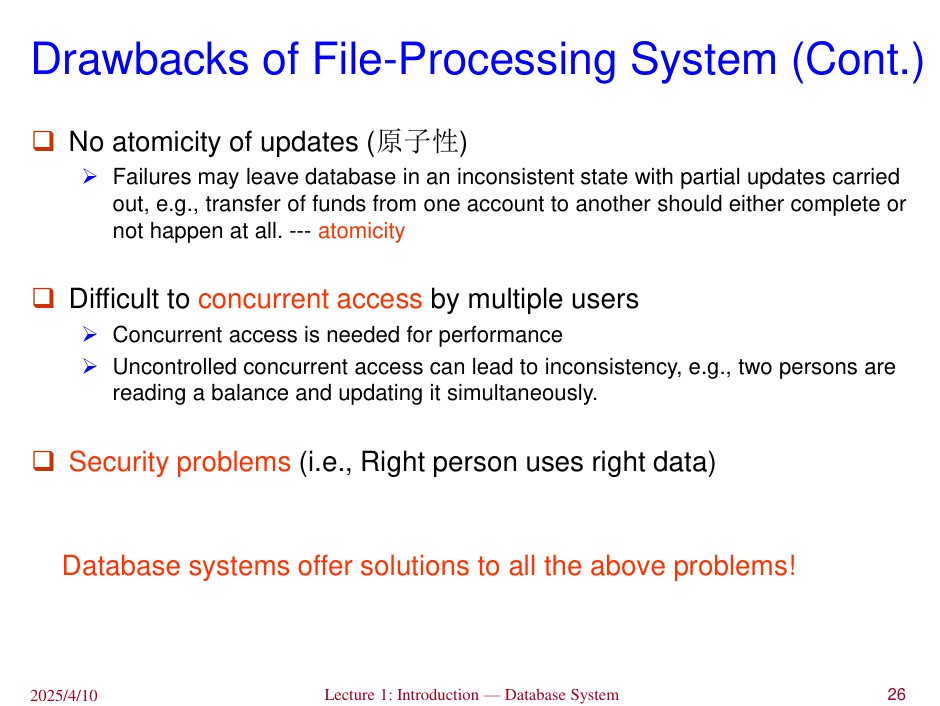 Drawbacks of File-Processing System (Cont.)
No atomicity of updates (原子性)
Failures may leave database in an inconsistent state with partial updates carried
out, e.g., transfer of funds from one account to another should either complete or
not happen at all. --- atomicity
Difficult to concurrent access by multiple users
Concurrent access is needed for performance
Uncontrolled concurrent access can lead to inconsistency, e.g., two persons are
reading a balance and updating it simultaneously.
Security problems (i.e., Right person uses right data)
Database systems offer solutions to all the above problems!
2025/4/10
Lecture 1: Introduction — Database System
26